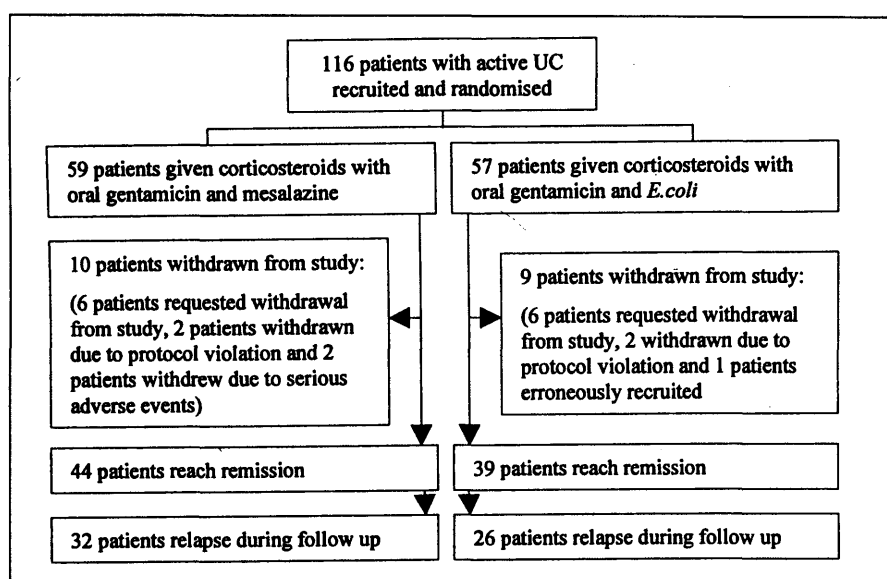 116 patients with active UC
recruited and randomised
59 patients given corticosteroids with
oral gentamicin and mesalazine
57 patients given corticosteroids with
oral gentamicin and E.coli
10 patients withdrawn from study:
(6 patients requested withdrawal
from study, 2 patients withdrawn
due to protocol violation and 2
patients withdrew due to serious
adverse events)
9 patients withdrawn from study:
(6 patients requested withdrawal
from study, 2 withdrawn due to
protocol violation and 1 patients
erroneously recruited
44 patients reach remission
39 patients reach remission
32 patients relapse during follow up
26 patients relapse during follow up